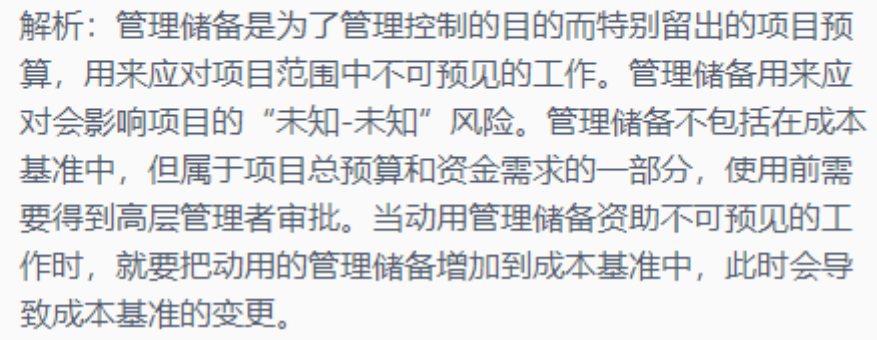 解析：管理储备是为了管理控制的目的而特别留出的项目预
算，用来应对项目范围中不可预见的工作。管理储备用来应
对会影响项目的“未知-未知”风险。管理储备不包括在成本
基准中，但属于项目总预算和资金需求的一部分，使用前需
要得到高层管理者审批。当动用管理储备资助不可预见的工
作时，就要把动用的管理储备增加到成本基准中，此时会导
致成本基准的变更。